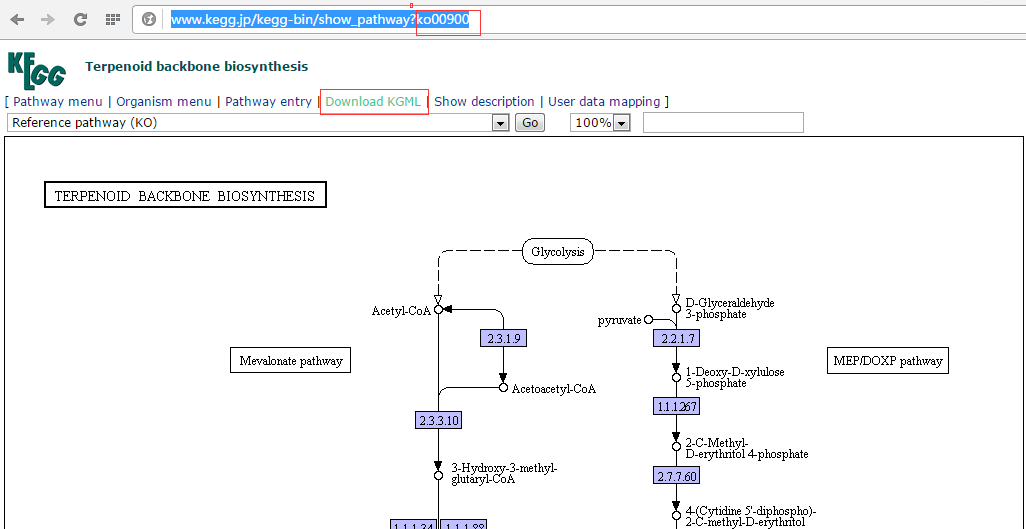 www.kegg.jp/kegg-bin/show_pathway?ko00900
KEGG
Terpenoid backbone biosynthesis
[ Pathway menu | Organism menu | Pathway entry | Download KGML | Show description | User data mapping ]
Reference pathway (KO) Go 100%
TERPENOID BACKBONE BIOSYNTHESIS
Glycolysis
Acetyl-CoA
D-Glyceraldehyde
3-phosphate
pyruvate
2.3.1.9
2.2.1.7
Mevalonate pathway
MEP/DOXP pathway
1-Deoxy-D-xylulose
5-phosphate
Acetoacetyl-CoA
1.1.1.267
2.3.3.10
2-C-Methyl-
D-erythritol 4-phosphate
3-Hydroxy-3-methyl-
glutaryl-CoA
2.7.7.60
4-(Cytidine 5'-diphospho)-
2-C-methyl-D-erythritol
1.1.1.34 1.1.1.88